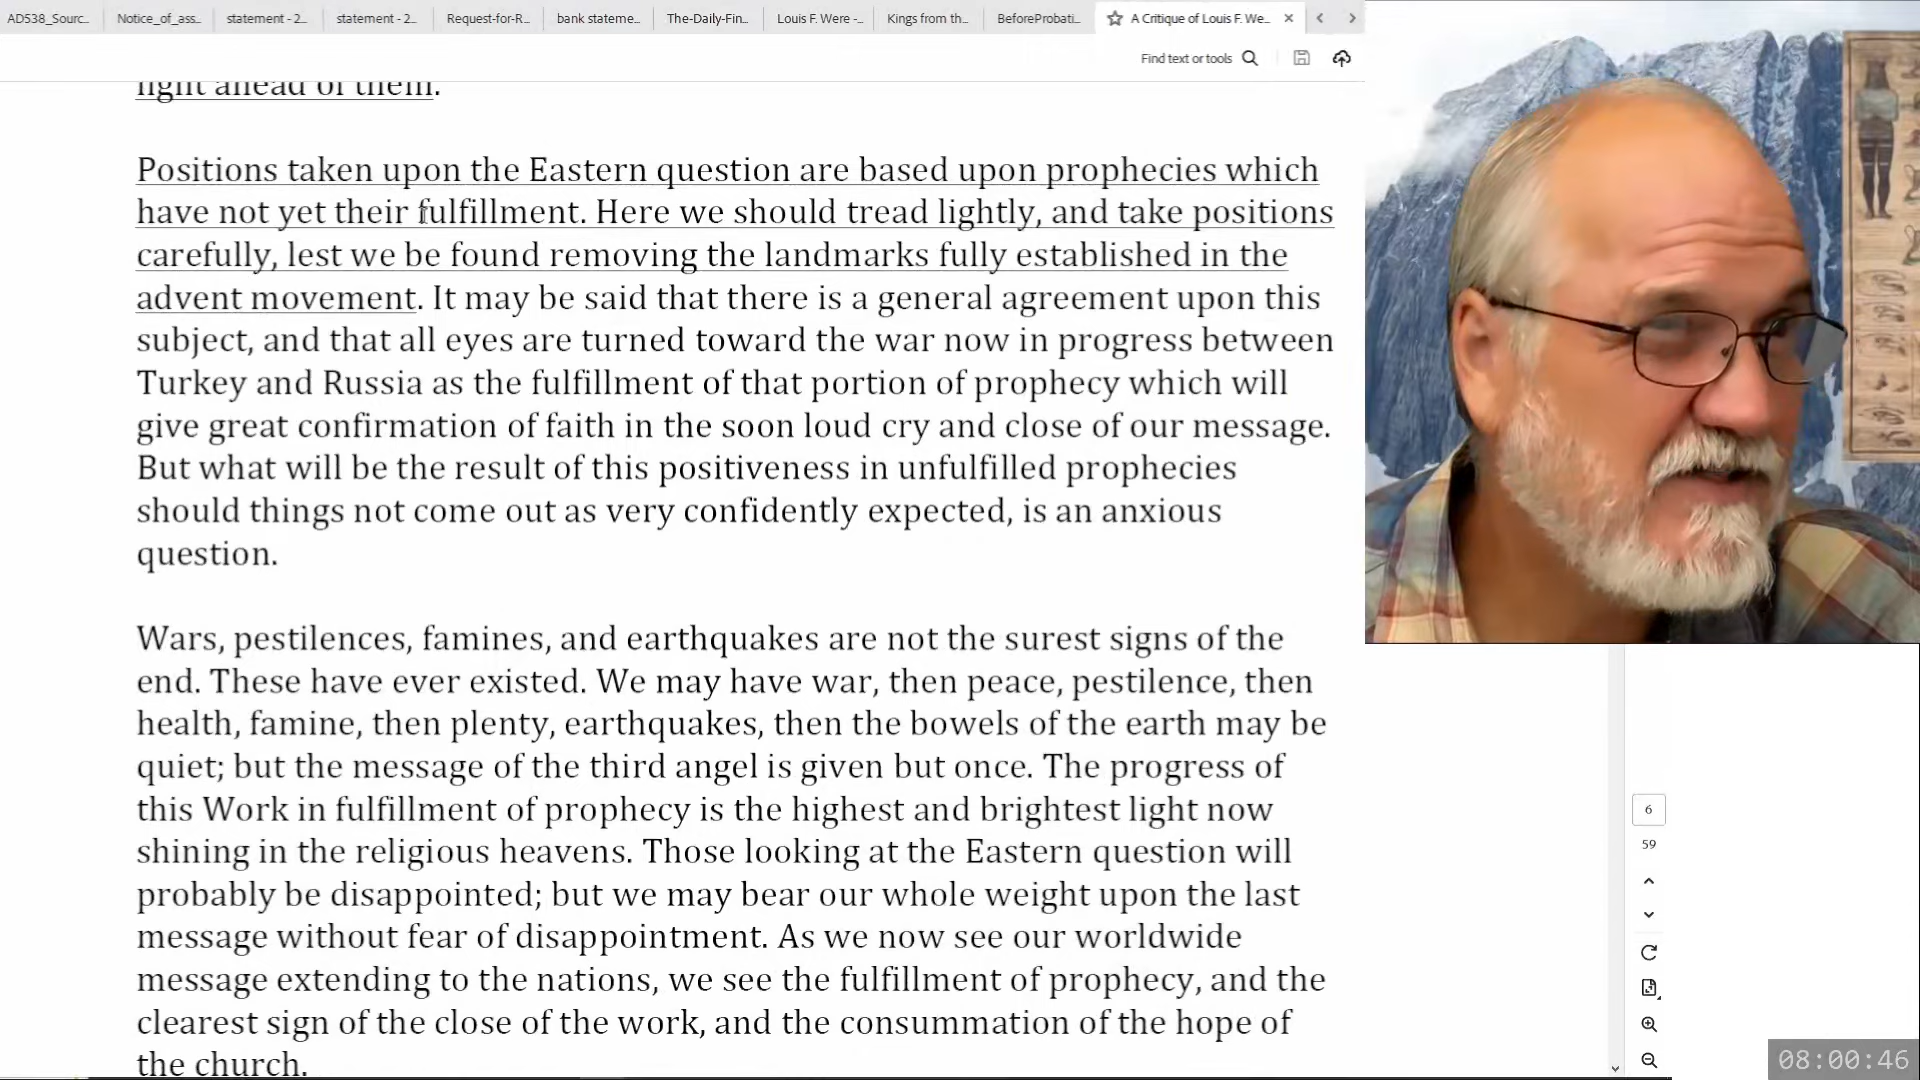 AD538_Sourc...
Notice_of_ass...
statement - 2...
statement - 2...
Request-for-R...
bank stateme...
The-Daily-Fin...
Louis F. Were -...
Kings from th...
BeforeProbati...
A Critique of Louis F. We...
Find text or tools
light ahead of them.
Positions taken upon the Eastern question are based upon prophecies which
have not yet their fulfillment. Here we should tread lightly, and take positions
carefully, lest we be found removing the landmarks fully established in the
advent movement. It may be said that there is a general agreement upon this
subject, and that all eyes are turned toward the war now in progress between
Turkey and Russia as the fulfillment of that portion of prophecy which will
give great confirmation of faith in the soon loud cry and close of our message.
But what will be the result of this positiveness in unfulfilled prophecies
should things not come out as very confidently expected, is an anxious
question.
Wars, pestilences, famines, and earthquakes are not the surest signs of the
end. These have ever existed. We may have war, then peace, pestilence, then
health, famine, then plenty, earthquakes, then the bowels of the earth may be
quiet; but the message of the third angel is given but once. The progress of
this Work in fulfillment of prophecy is the highest and brightest light now
shining in the religious heavens. Those looking at the Eastern question will
probably be disappointed; but we may bear our whole weight upon the last
message without fear of disappointment. As we now see our worldwide
message extending to the nations, we see the fulfillment of prophecy, and the
clearest sign of the close of the work, and the consummation of the hope of
the church.
6
59
08:00:46